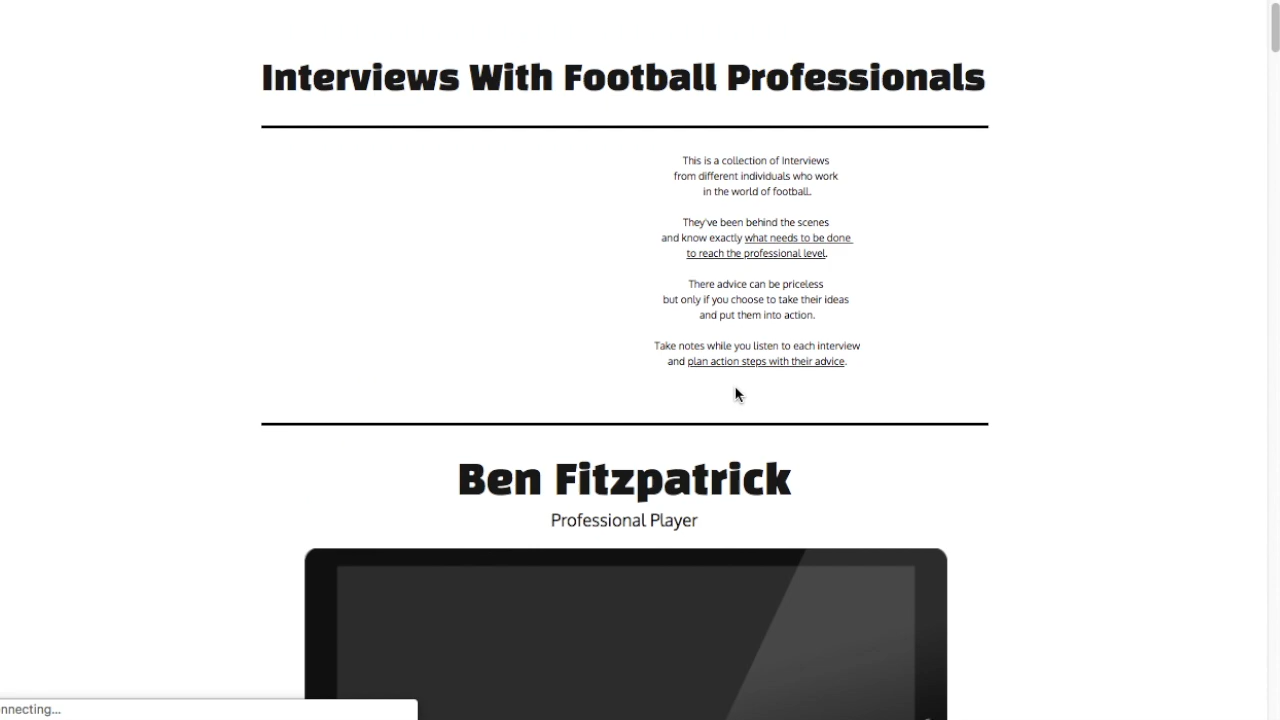 Interviews With Football Professionals
This is a collection of Interviews
from different individuals who work
in the world of football.
They've been behind the scenes
and know exactly what needs to be done
to reach the professional level.
There advice can be priceless
but only if you choose to take their ideas
and put them into action.
Take notes while you listen to each interview
and plan action steps with their advice.
Ben Fitzpatrick
Professional Player
nnecting...